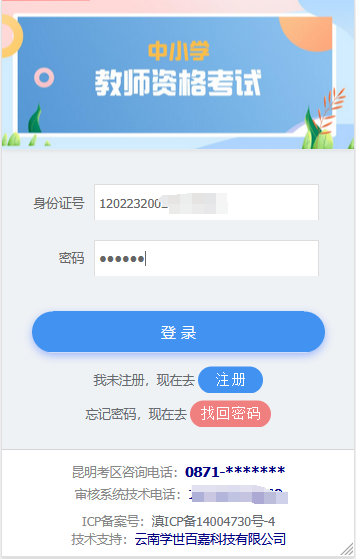 中小学
教师资格考试
身份证号 120223200
密码 ●●●●●●
登 录
我未注册，现在去 注册
忘记密码，现在去 找回密码
昆明考区咨询电话：0871-*******
审核系统技术电话：
ICP备案号：滇ICP备14004730号-4
技术支持：云南学世百嘉科技有限公司